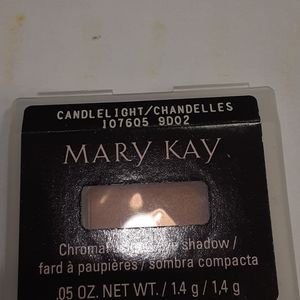 CANDLELIGHT/CHANDELLES
107605 9D02
MARY KAY
shadow /
fard à paupières / sombra compacta
.05 OZ. NET WT. / 1.4 g / 1,4 g